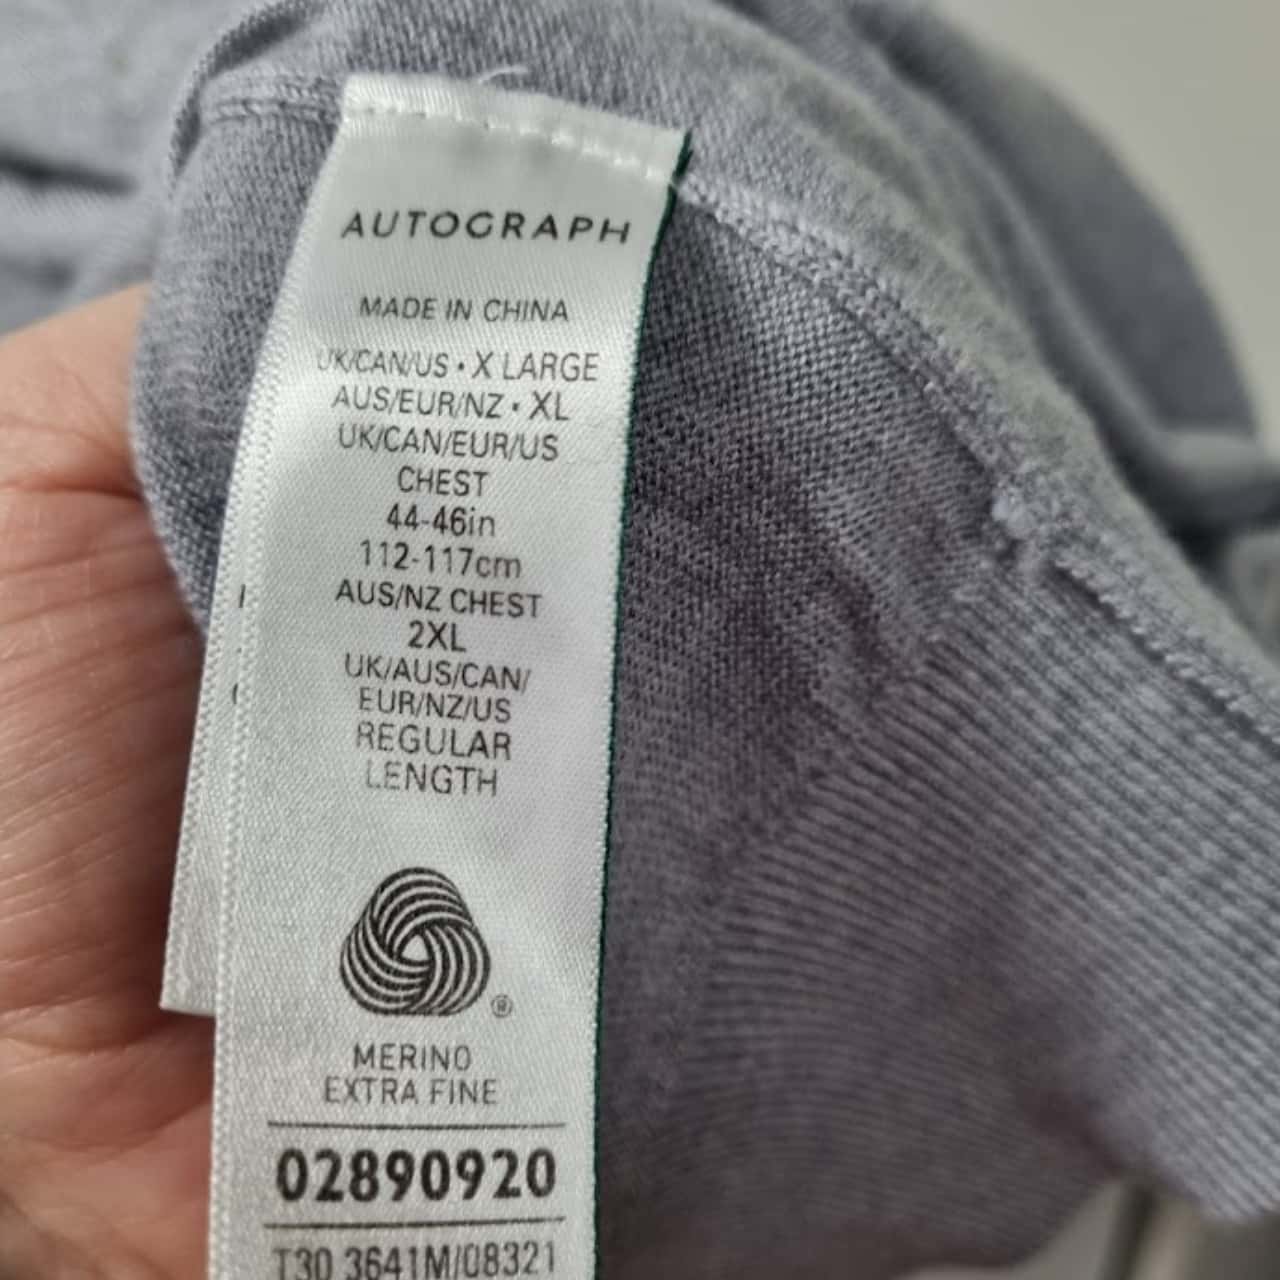 AUTOGRAPH
MADE IN CHINA
UK/CAN/US • X LARGE
AUS/EUR/NZ • XL
UK/CAN/EUR/US
CHEST
44-46in
112-117cm
AUS/NZ CHEST
2XL
UK/AUS/CAN/
EUR/NZ/US
REGULAR
LENGTH
®
MERINO
EXTRA FINE
02890920
T30 3641M/08321